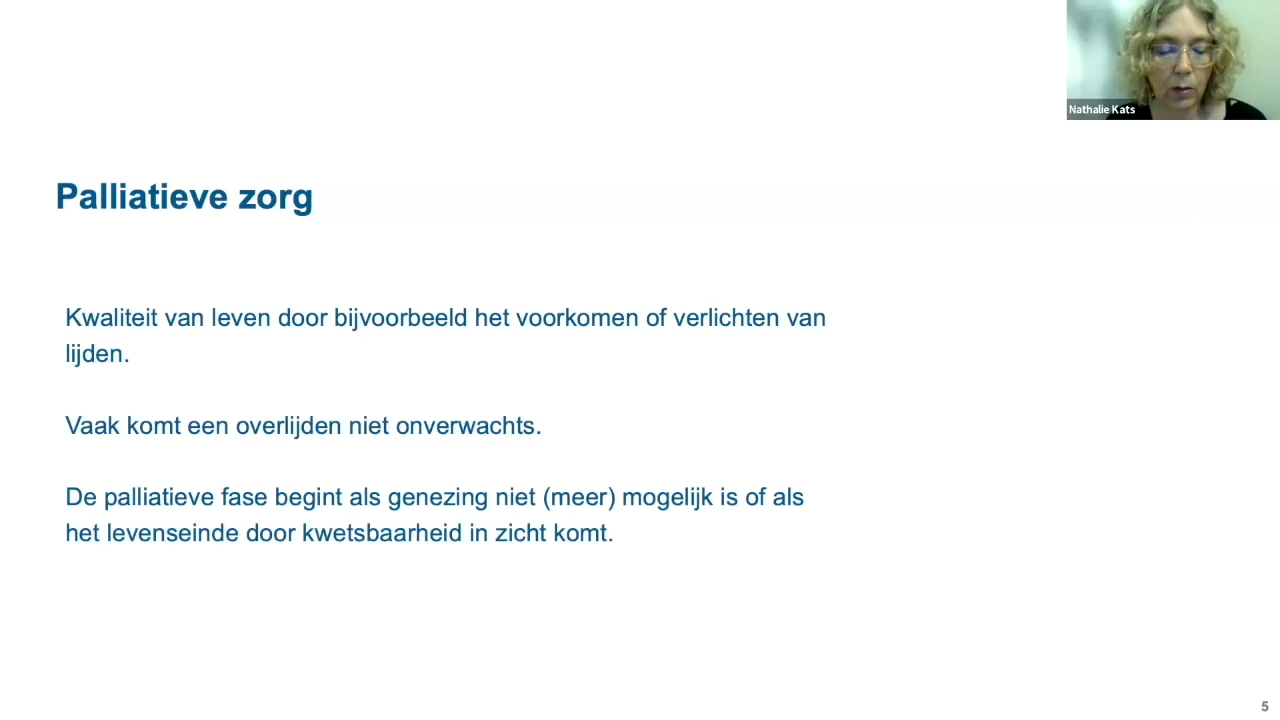 Nathalie Kats
Palliatieve zorg
Kwaliteit van leven door bijvoorbeeld het voorkomen of verlichten van
lijden.
Vaak komt een overlijden niet onverwachts.
De palliatieve fase begint als genezing niet (meer) mogelijk is of als
het levenseinde door kwetsbaarheid in zicht komt.
5